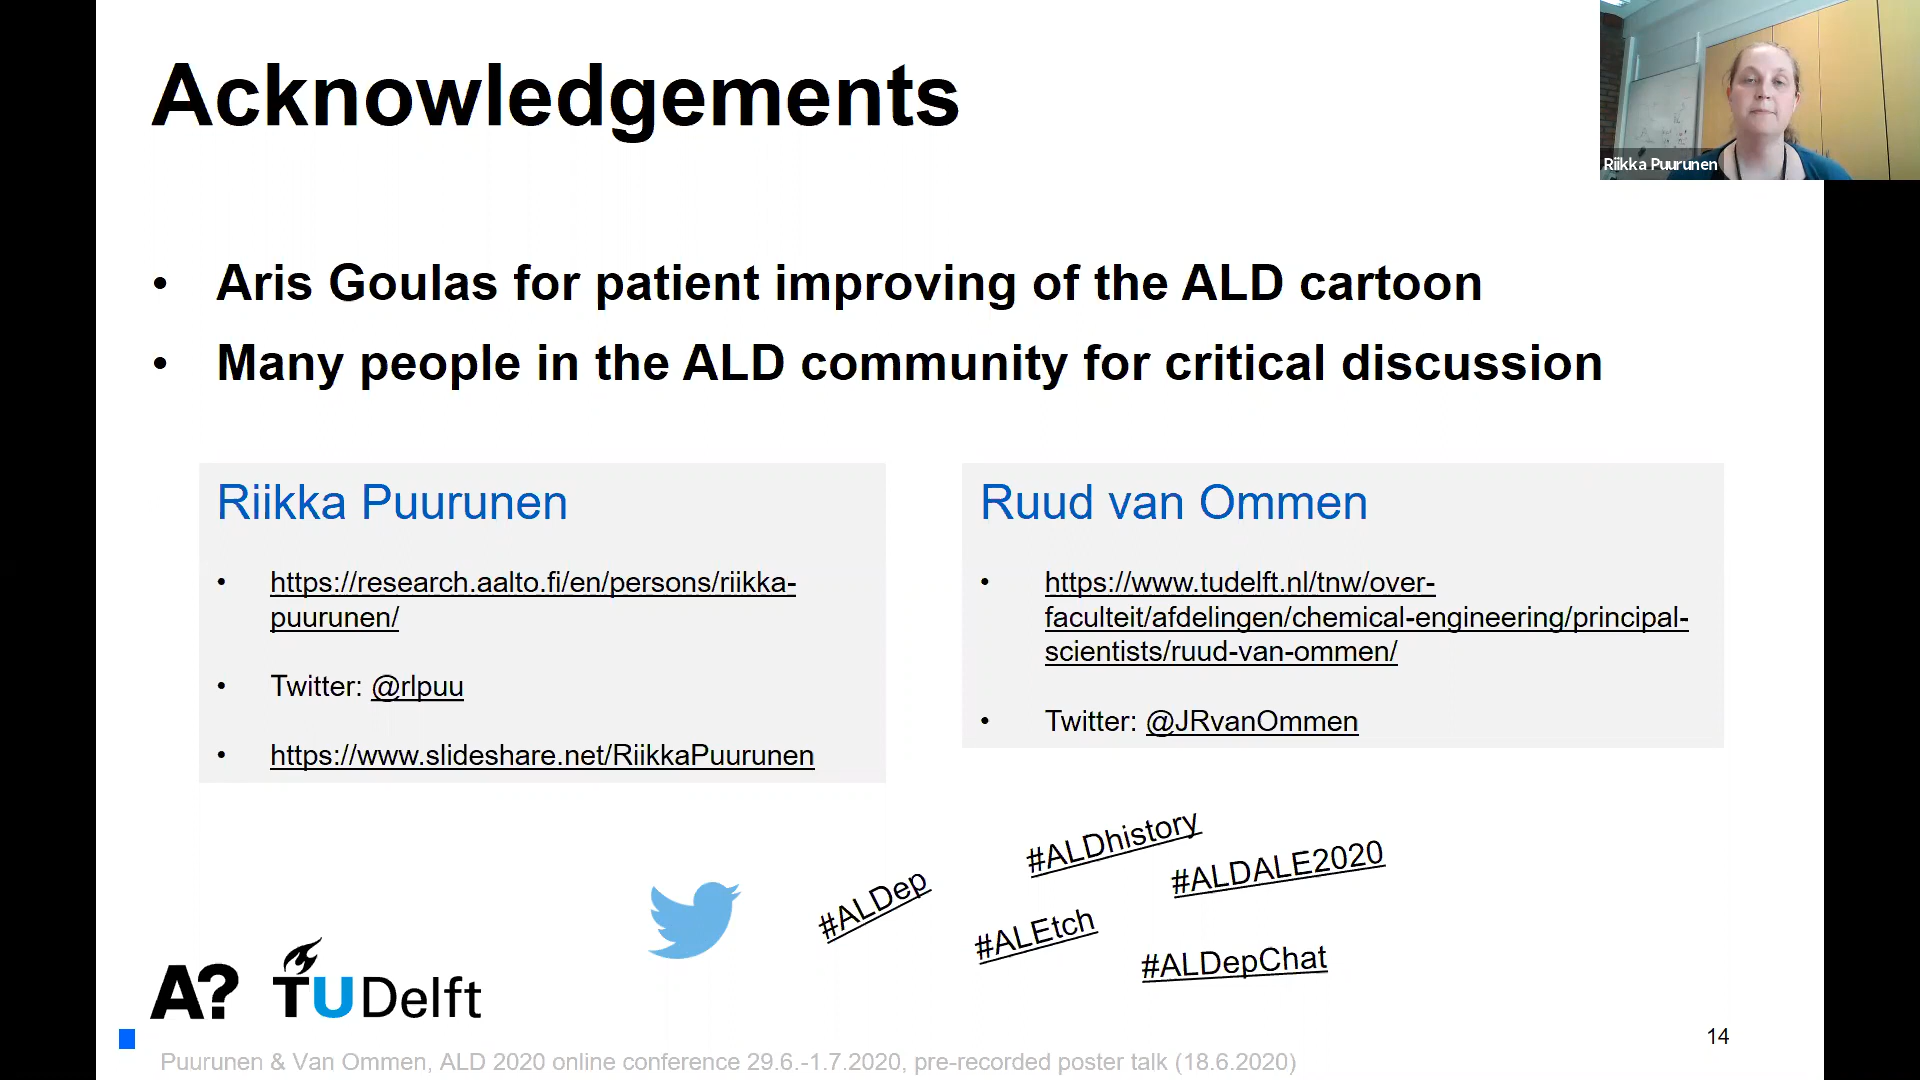 Acknowledgements
Riikka Puurunen
• Aris Goulas for patient improving of the ALD cartoon
• Many people in the ALD community for critical discussion
Riikka Puurunen
• https://research.aalto.fi/en/persons/riikka-
puurunen/
• Twitter: @rlpuu
• https://www.slideshare.net/RiikkaPuurunen
Ruud van Ommen
• https://www.tudelft.nl/tnw/over-
faculteit/afdelingen/chemical-engineering/principal-
scientists/ruud-van-ommen/
• Twitter: @JRvanOmmen
#ALDep
#ALDhistory
#ALDALE2020
#ALEtch
#ALDepChat
A?
TUDelft
14
Puurunen & Van Ommen, ALD 2020 online conference 29.6.-1.7.2020, pre-recorded poster talk (18.6.2020)